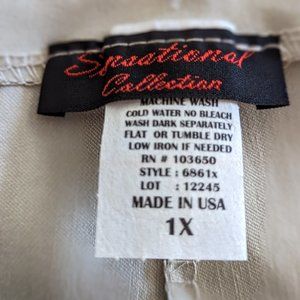 Sensational
Collection
MACHINE WASH
COLD WATER NO BLEACH
WASH DARK SEPARATELY
FLAT OR TUMBLE DRY
LOW IRON IF NEEDED
RN # 103650
STYLE : 6861x
LOT : 12245
MADE IN USA
1X